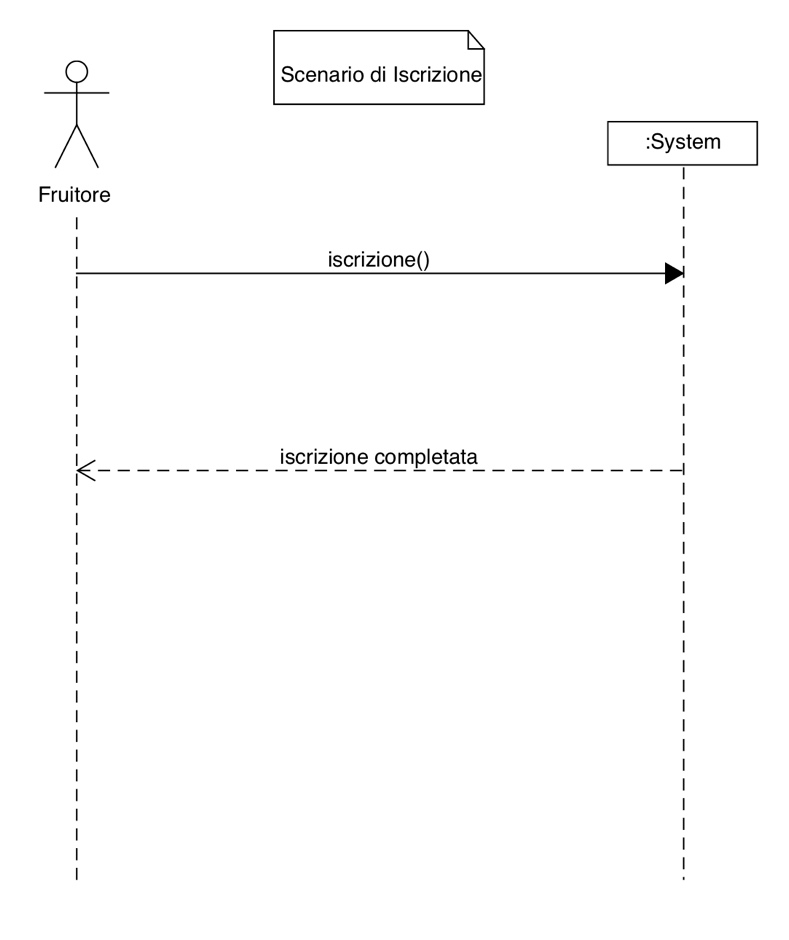 Scenario di Iscrizione
:System
Fruitore
iscrizione()
iscrizione completata